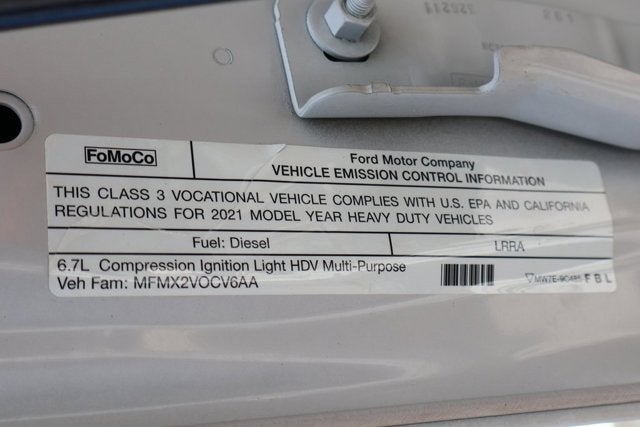 FoMoCo
Ford Motor Company
VEHICLE EMISSION CONTROL INFORMATION
THIS CLASS 3 VOCATIONAL VEHICLE COMPLIES WITH U.S. EPA AND CALIFORNIA
REGULATIONS FOR 2021 MODEL YEAR HEAVY DUTY VEHICLES
Fuel: Diesel
LRRA
6.7L Compression Ignition Light HDV Multi-Purpose
Veh Fam: MFMX2VOCV6AA
FBL